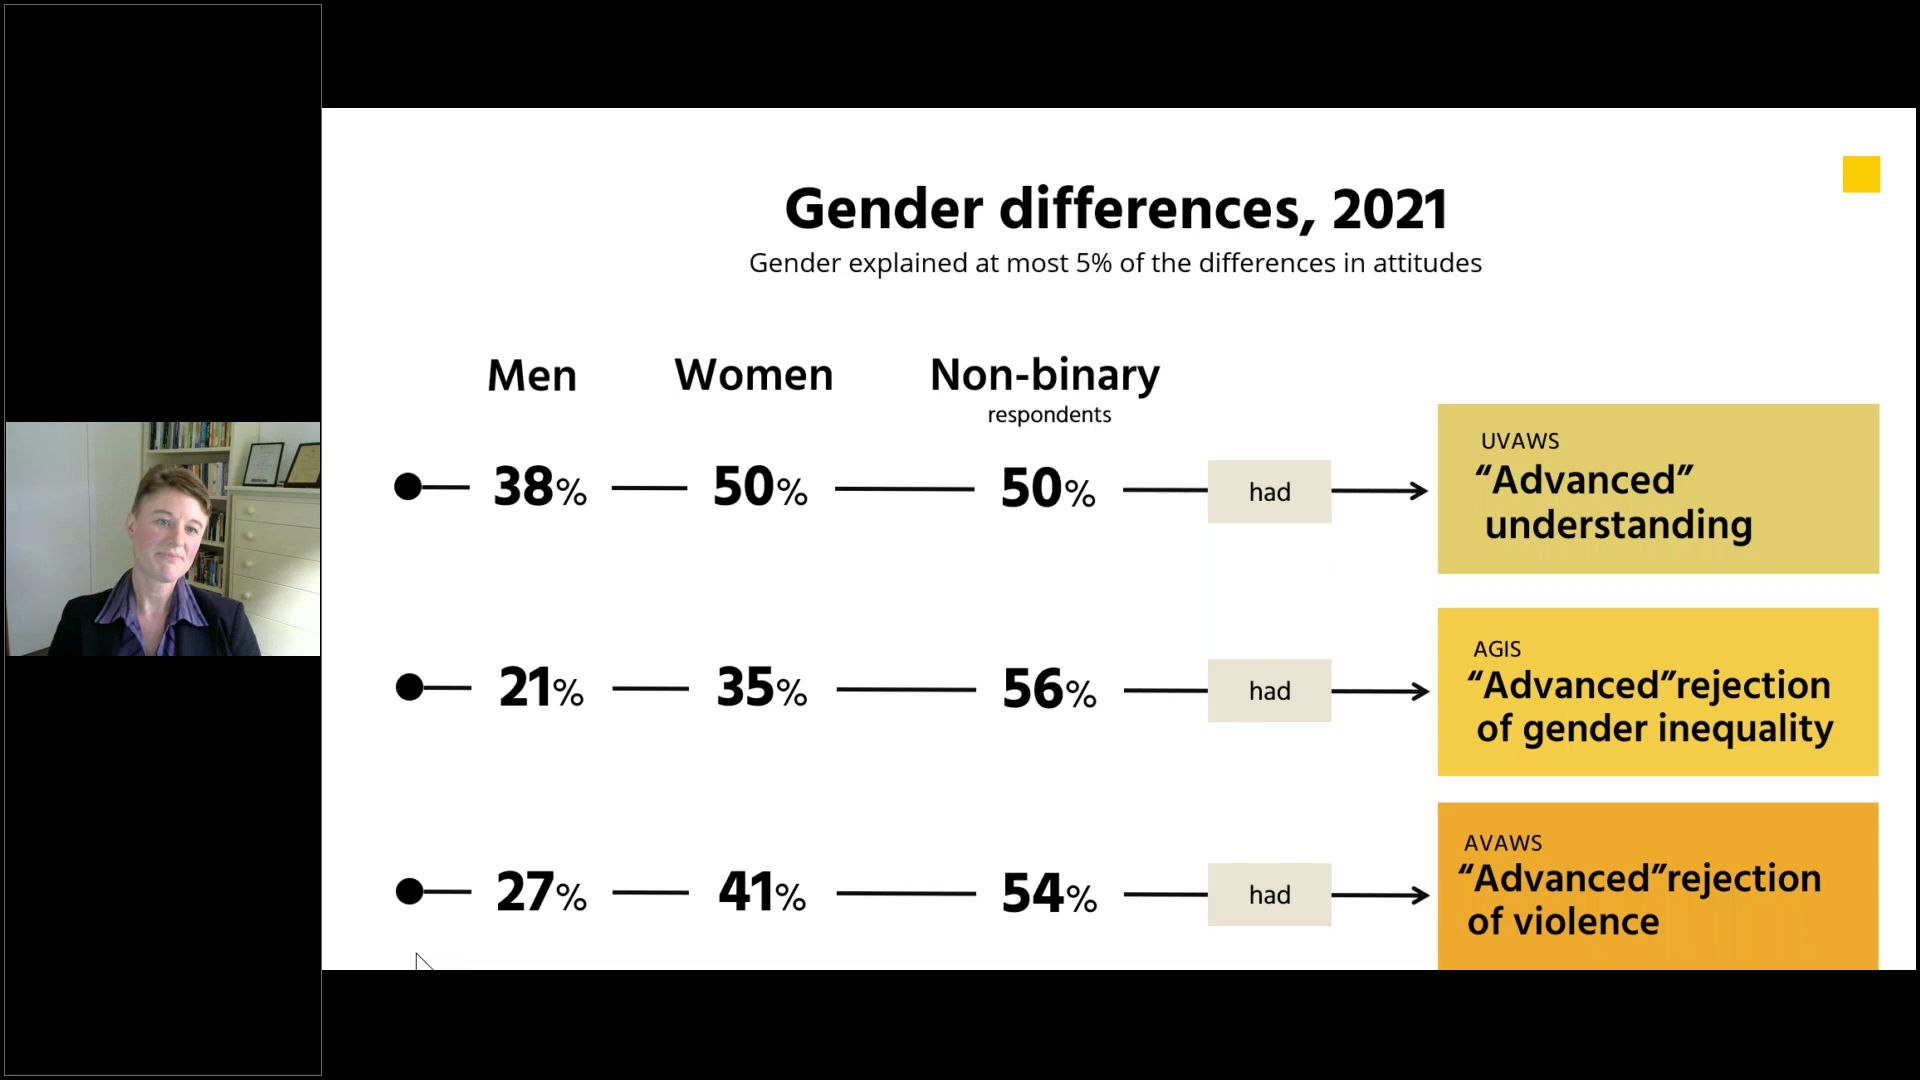 Gender differences, 2021
Gender explained at most 5% of the differences in attitudes
Men Women Non-binary
respondents
38% 50% 50% had
UVAWS
“Advanced”
understanding
21% 35% 56% had
AGIS
“Advanced”rejection
of gender inequality
27% 41% 54% had
AVAWS
“Advanced”rejection
of violence